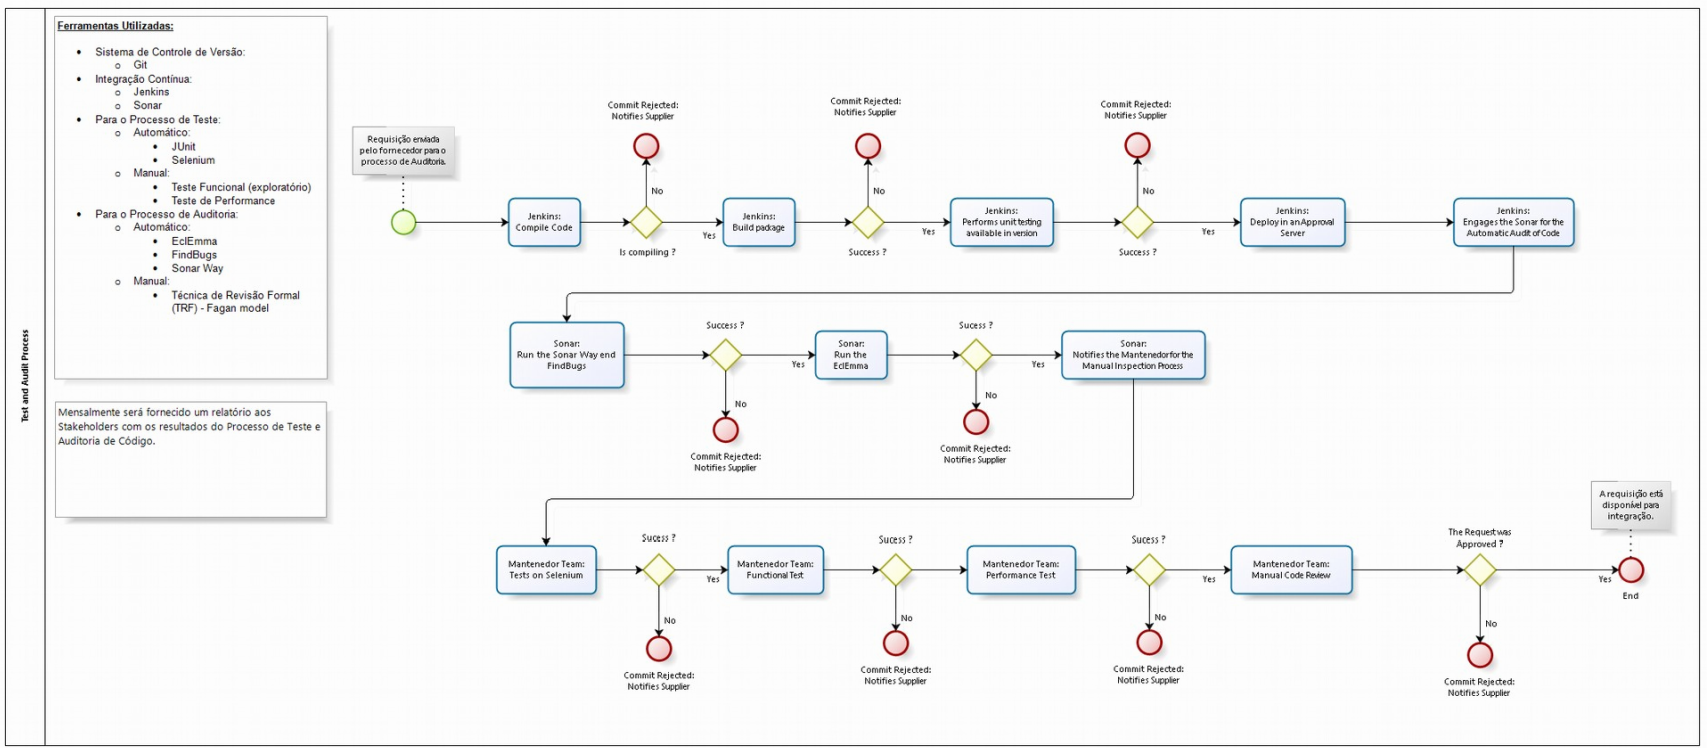 Test and Audit Process
Ferramentas Utilizadas:
• Sistema de Controle de Versão:
o Git
• Integração Contínua:
o Jenkins
o Sonar
• Para o Processo de Teste:
o Automático:
• JUnit
• Selenium
o Manual:
• Teste Funcional (exploratório)
• Teste de Performance
• Para o Processo de Auditoria:
o Automático:
• EclEmma
• FindBugs
• Sonar Way
o Manual:
• Técnica de Revisão Formal
(TRF) - Fagan model
Mensalmente será fornecido um relatório aos
Stakeholders com os resultados do Processo de Teste e
Auditoria de Código.
Requisição enviada
pelo fornecedor para o
processo de Auditoria.
Jenkins:
Compile Code
Is compiling ?
No
Commit Rejected:
Notifies Supplier
Yes
Jenkins:
Build package
Success ?
No
Commit Rejected:
Notifies Supplier
Yes
Jenkins:
Performs unit testing
available in version
Success ?
No
Commit Rejected:
Notifies Supplier
Yes
Jenkins:
Deploy in an Approval
Server
Jenkins:
Engages the Sonar for the
Automatic Audit of Code
Sonar:
Run the Sonar Way end
FindBugs
Success ?
No
Commit Rejected:
Notifies Supplier
Yes
Sonar:
Run the
EclEmma
Sucess ?
No
Commit Rejected:
Notifies Supplier
Yes
Sonar:
Notifies the Mantenedor for the
Manual Inspection Process
Mantenedor Team:
Tests on Selenium
Sucess ?
No
Commit Rejected:
Notifies Supplier
Yes
Mantenedor Team:
Functional Test
Sucess ?
No
Commit Rejected:
Notifies Supplier
Mantenedor Team:
Performance Test
Sucess ?
No
Commit Rejected:
Notifies Supplier
Yes
Mantenedor Team:
Manual Code Review
The Request was
Approved ?
No
Commit Rejected:
Notifies Supplier
Yes
A requisição está
disponível para
integração.
End